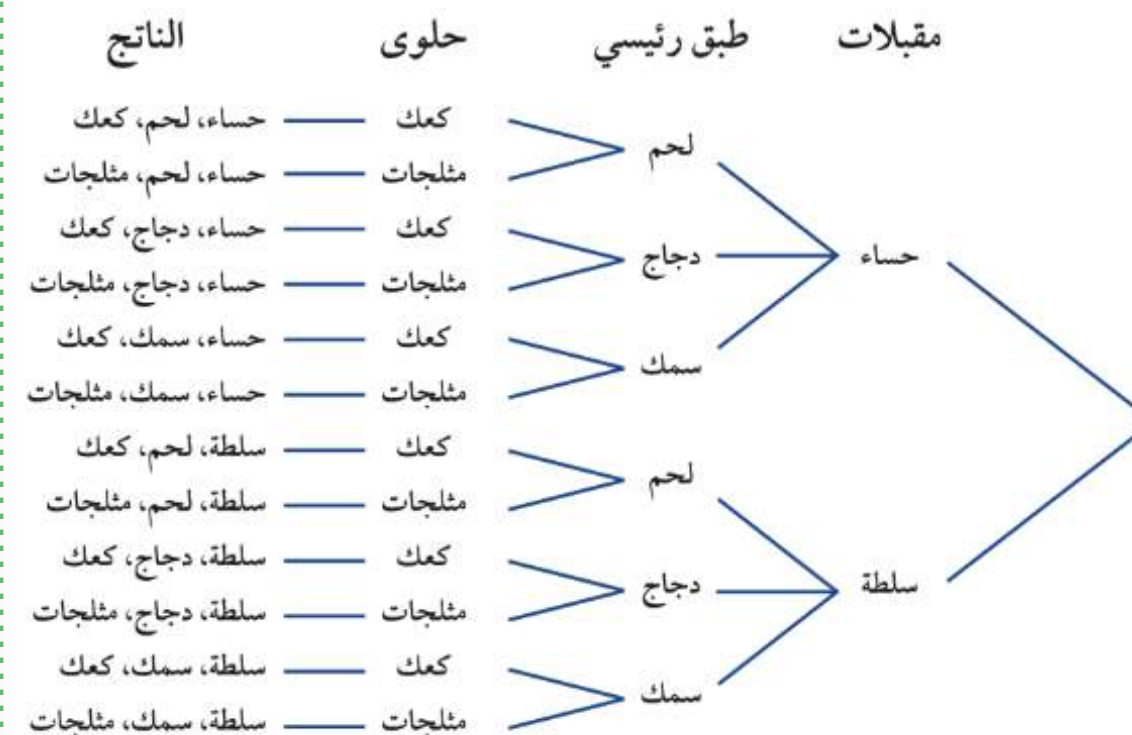 مقبلات طبق رئيسي حلوى الناتج
كعك حساء، لحم، كعك
لحم
مثلجات حساء، لحم، مثلجات
كعك حساء، دجاج، كعك
حساء دجاج
مثلجات حساء، دجاج، مثلجات
كعك حساء، سمك، كعك
سمك
مثلجات حساء، سمك، مثلجات
كعك سلطة، لحم، كعك
لحم
مثلجات سلطة، لحم، مثلجات
كعك سلطة، دجاج، كعك
سلطة دجاج
مثلجات سلطة، دجاج، مثلجات
كعك سلطة، سمك، كعك
سمك
مثلجات سلطة، سمك، مثلجات